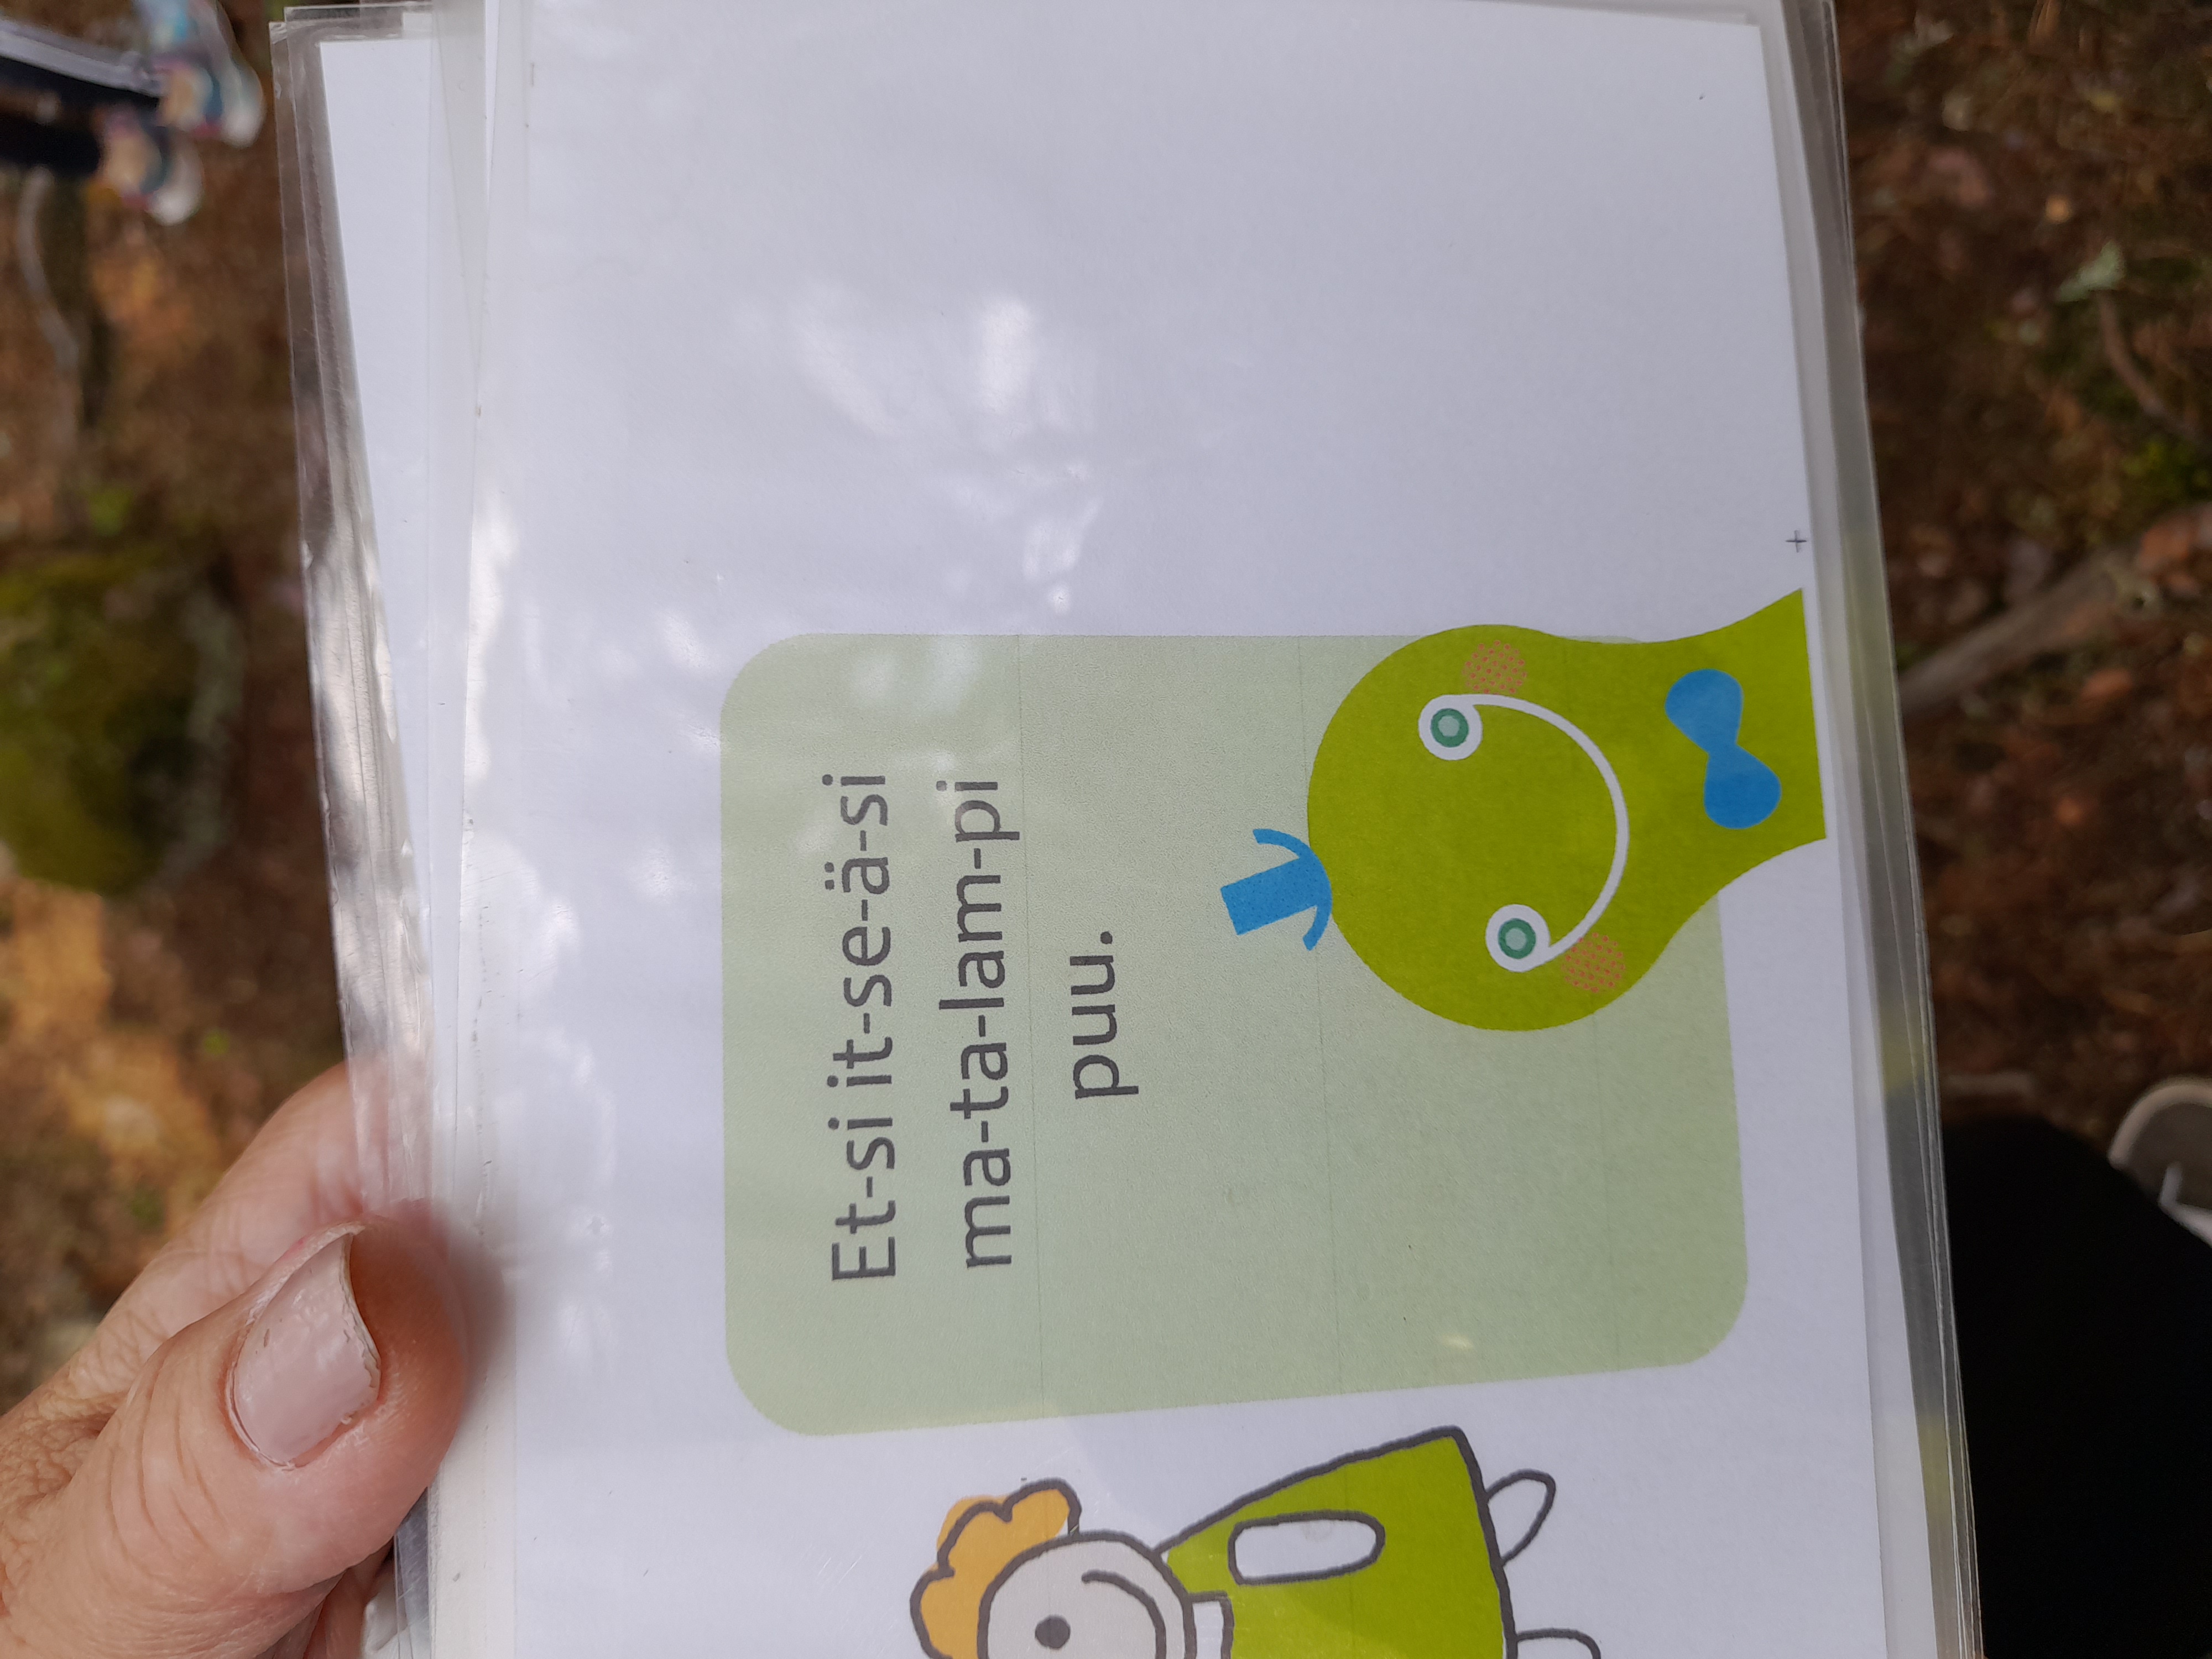 Et-si it-se-ä-si
ma-ta-lam-pi
puu.